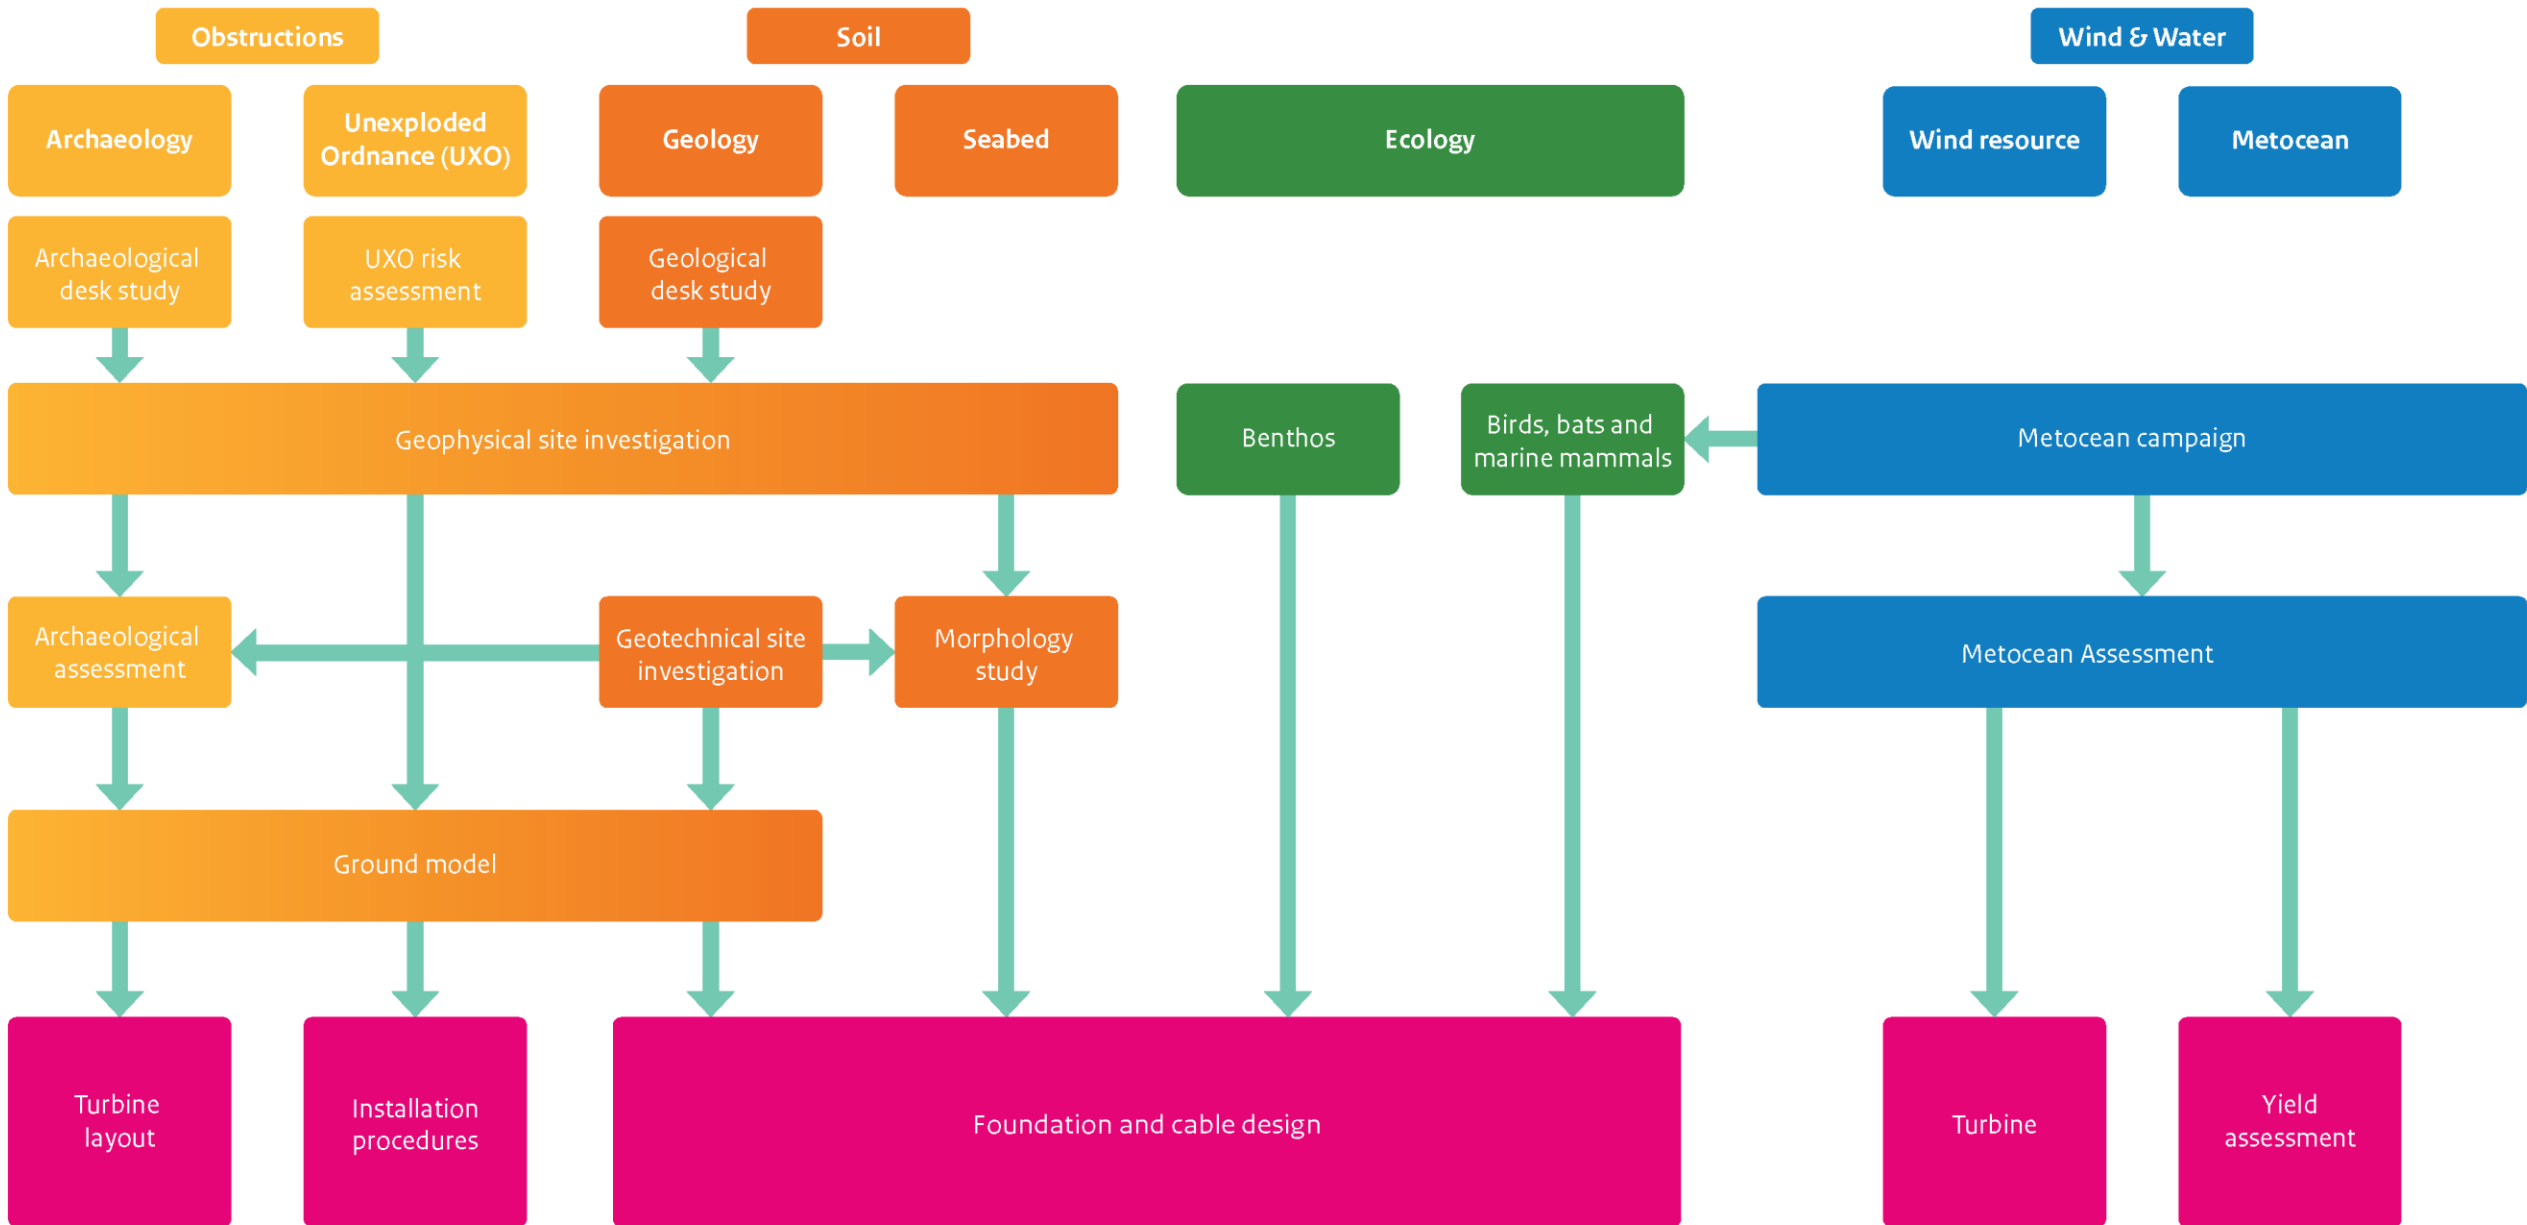 Obstructions
Soil
Wind & Water
Archaeology
Unexploded
Ordnance (UXO)
Geology
Seabed
Ecology
Wind resource
Metocean
Archaeological
desk study
UXO risk
assessment
Geological
desk study
Geophysical site investigation
Benthos
Birds, bats and
marine mammals
Metocean campaign
Archaeological
assessment
Geotechnical site
investigation
Morphology
study
Metocean Assessment
Ground model
Turbine
layout
Installation
procedures
Foundation and cable design
Turbine
Yield
assessment